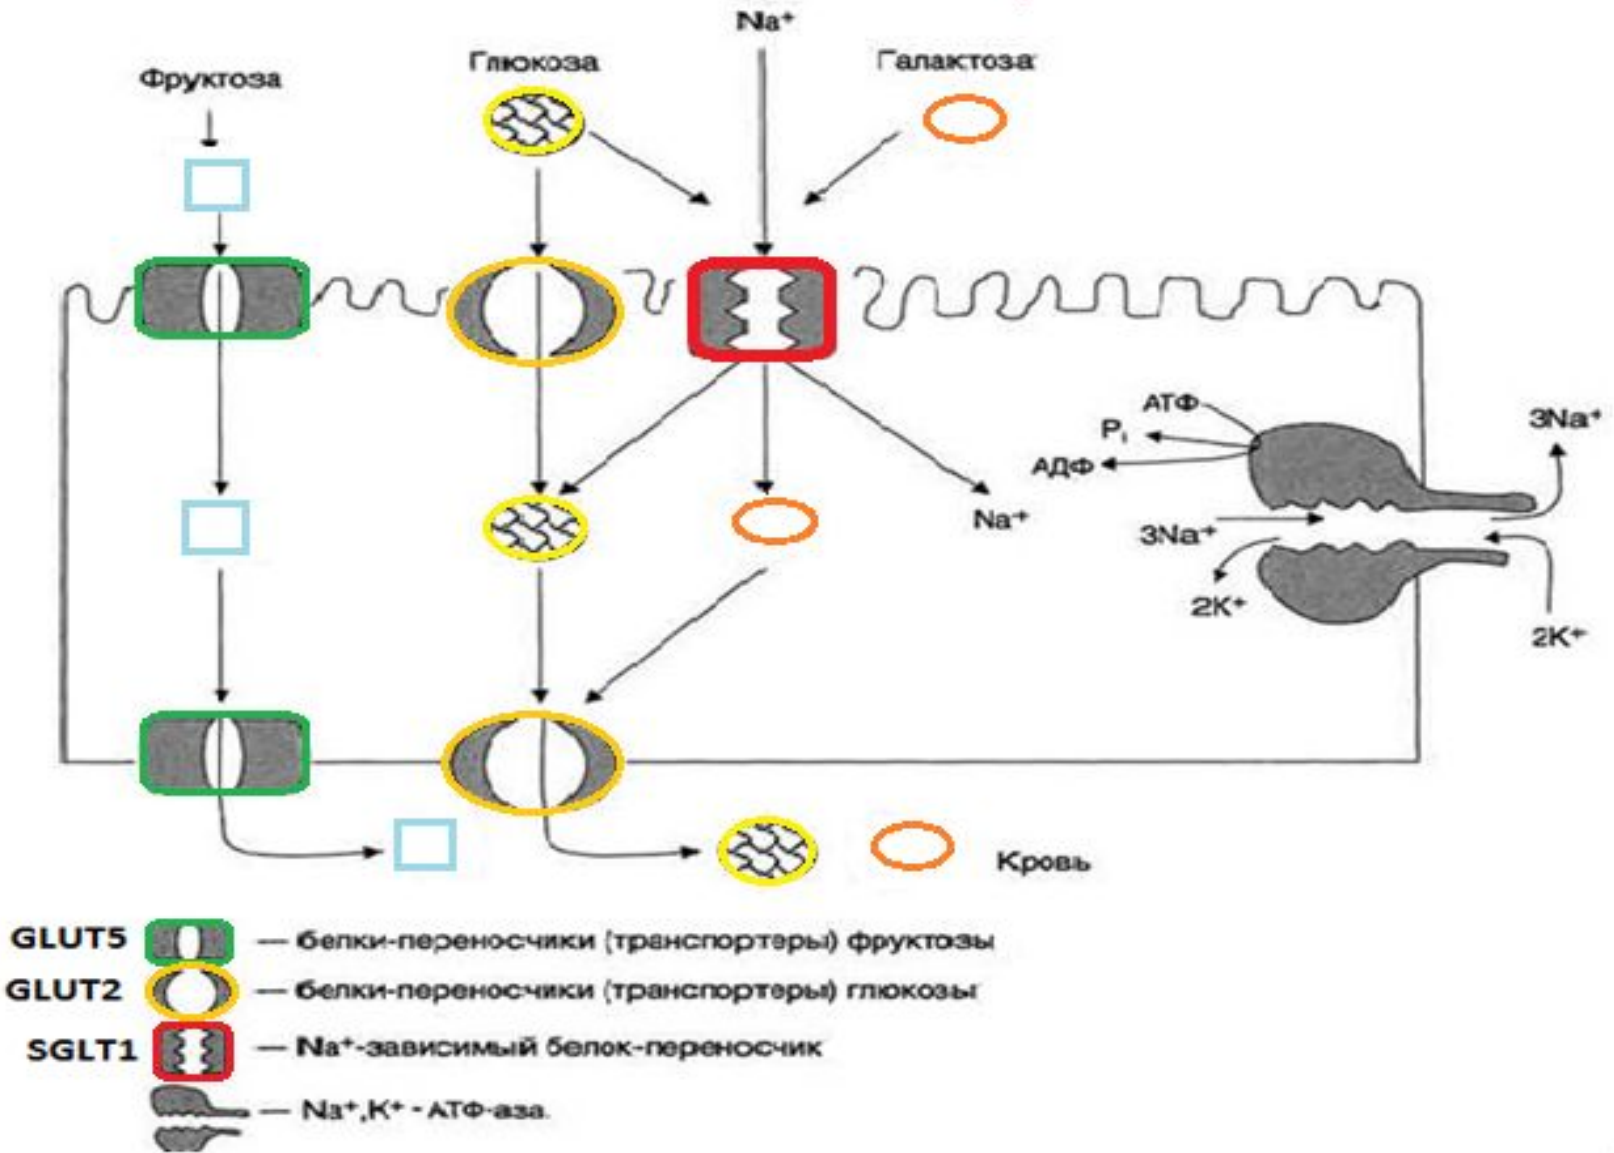 Na⁺
Глюкоза
Галактоза
Фруктоза
АТФ
Pᵢ
АДФ
3Na⁺
Na⁺
3Na⁺
2K⁺
2K⁺
Кровь
GLUT5 — белки-переносчики (транспортеры) фруктозы
GLUT2 — белки-переносчики (транспортеры) глюкозы
SGLT1 — Na⁺-зависимый белок-переносчик
— Na⁺,K⁺ - АТФ-аза.